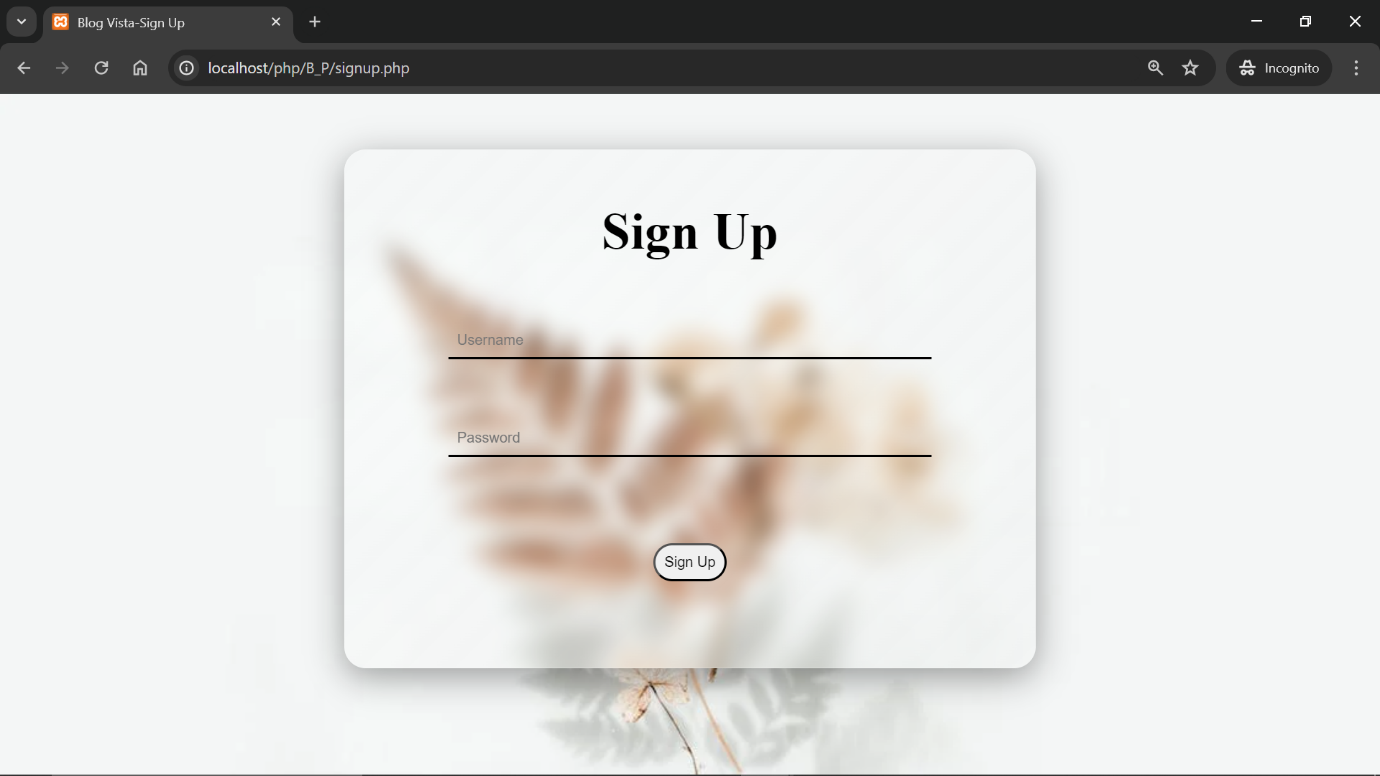 Blog Vista-Sign Up
localhost/php/B_P/signup.php
Incognito
Sign Up
Username
Password
Sign Up